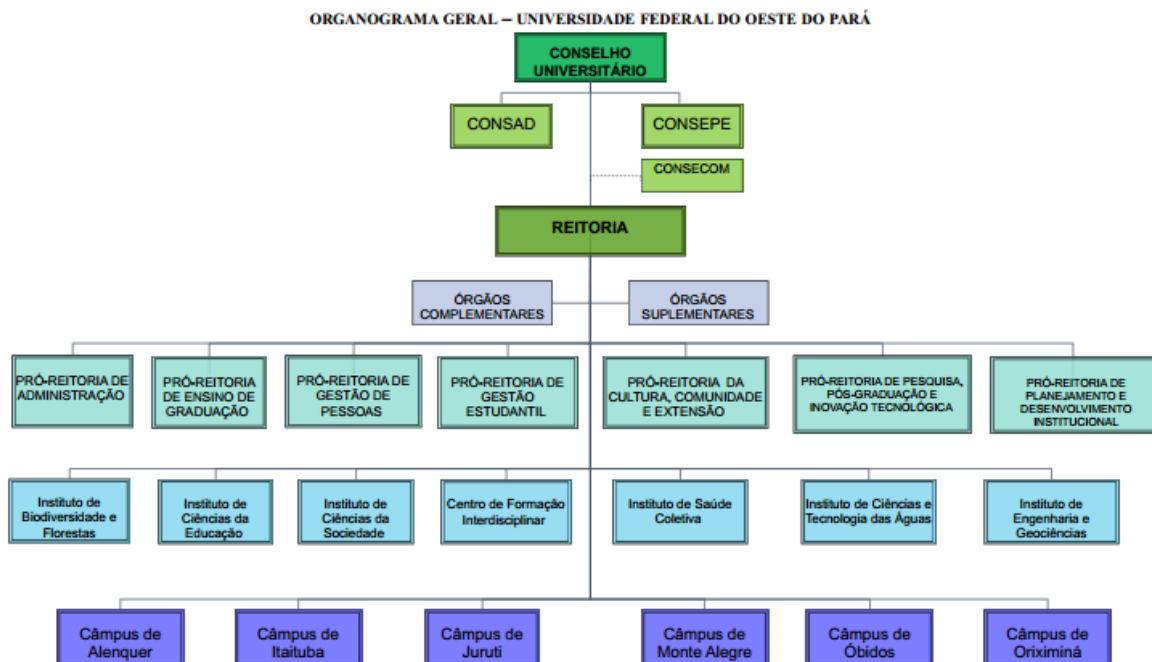 ORGANOGRAMA GERAL – UNIVERSIDADE FEDERAL DO OESTE DO PARÁ
CONSELHO
UNIVERSITÁRIO
CONSAD
CONSEPE
CONSECOM
REITORIA
ÓRGÃOS
COMPLEMENTARES
ÓRGÃOS
SUPLEMENTARES
PRÓ-REITORIA DE
ADMINISTRAÇÃO
PRÓ-REITORIA
DE ENSINO DE
GRADUAÇÃO
PRÓ-REITORIA DE
GESTÃO DE
PESSOAS
PRÓ-REITORIA DE
GESTÃO
ESTUDANTIL
PRÓ-REITORIA DA
CULTURA, COMUNIDADE
E EXTENSÃO
PRÓ-REITORIA DE PESQUISA,
PÓS-GRADUAÇÃO E
INOVAÇÃO TECNOLÓGICA
PRÓ-REITORIA DE
PLANEJAMENTO E
DESENVOLVIMENTO
INSTITUCIONAL
Instituto de
Biodiversidade e
Florestas
Instituto de
Ciências da
Educação
Instituto de
Ciências da
Sociedade
Centro de Formação
Interdisciplinar
Instituto de Saúde
Coletiva
Instituto de Ciências e
Tecnologia das Águas
Instituto de
Engenharia e
Geociências
Câmpus de
Alenquer
Câmpus de
Itaituba
Câmpus de
Juruti
Câmpus de
Monte Alegre
Câmpus de
Óbidos
Câmpus de
Oriximiná